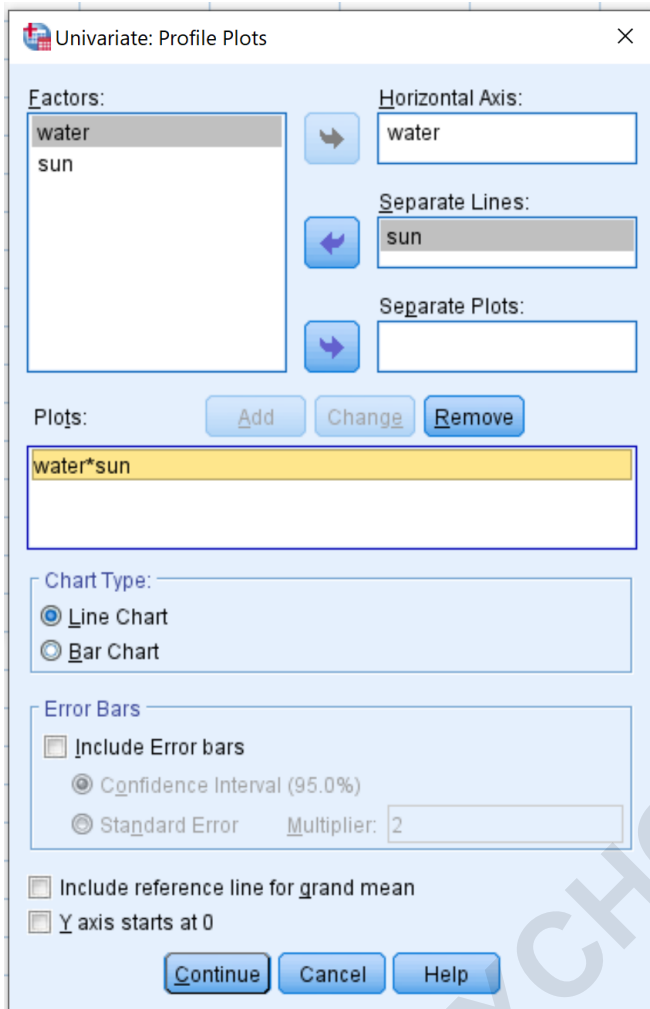 Univariate: Profile Plots
Factors:
water
sun
Horizontal Axis:
water
Separate Lines:
sun
Separate Plots:
Plots:
Add Change Remove
water*sun
Chart Type:
Line Chart
Bar Chart
Error Bars
Include Error bars
Confidence Interval (95.0%)
Standard Error Multiplier: 2
Include reference line for grand mean
Y axis starts at 0
Continue Cancel Help